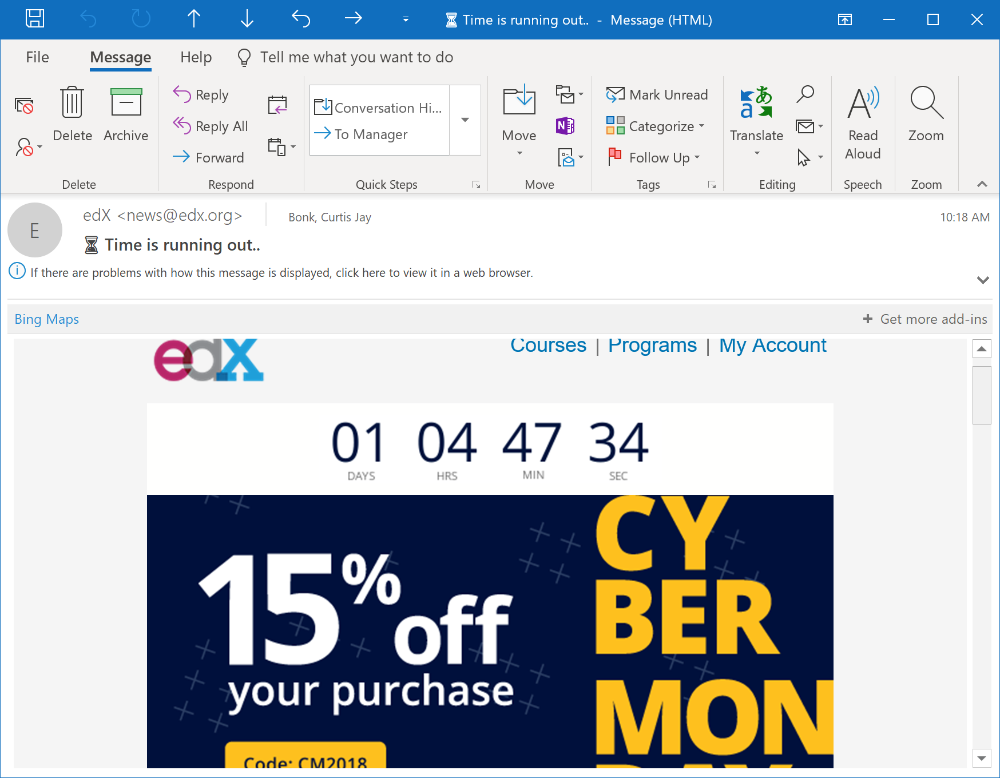 ⌛ Time is running out.. - Message (HTML)
File Message Help Tell me what you want to do
Delete
Archive
Delete
Reply
Reply All
Forward
Respond
Conversation Hi...
To Manager
Quick Steps
Move
N
Move
Mark Unread
Categorize
Follow Up
Tags
a あ
Translate
Editing
A
Read
Aloud
Speech
Zoom
Zoom
E
edX <news@edx.org>
Bonk, Curtis Jay
10:18 AM
⌛ Time is running out..
i If there are problems with how this message is displayed, click here to view it in a web browser.
Bing Maps
+ Get more add-ins
edX
Courses | Programs | My Account
01 04 47 34
DAYS HRS MIN SEC
15% off
your purchase
Code: CM2018
CY
BER
MON
DAY